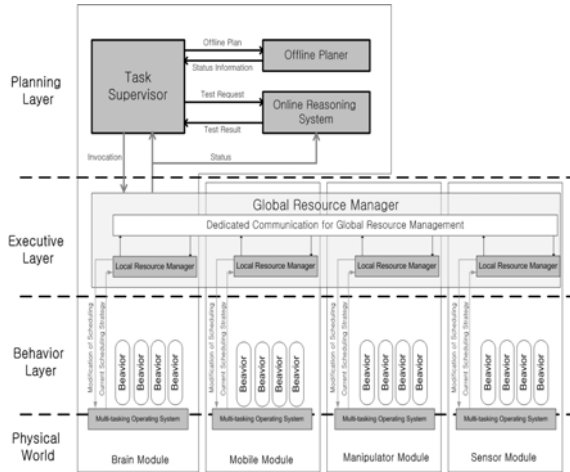 Planning
Layer
Task
Supervisor
Offline Plan
Status Information
Offline Planer
Test Request
Test Result
Online Reasoning
System
Invocation
Status
Executive
Layer
Global Resource Manager
Dedicated Communication for Global Resource Management
Local Resource Manager
Local Resource Manager
Local Resource Manager
Local Resource Manager
Behavior
Layer
Modification of Scheduling
Current Scheduling Strategy
Beavior
Beavior
Beavior
Beavior
Modification of Scheduling
Current Scheduling Strategy
Beavior
Beavior
Beavior
Beavior
Modification of Scheduling
Current Scheduling Strategy
Beavior
Beavior
Beavior
Beavior
Modification of Scheduling
Current Scheduling Strategy
Beavior
Beavior
Beavior
Beavior
Multi-tasking Operating System
Multi-tasking Operating System
Multi-tasking Operating System
Multi-tasking Operating System
Physical
World
Brain Module
Mobile Module
Manipulator Module
Sensor Module